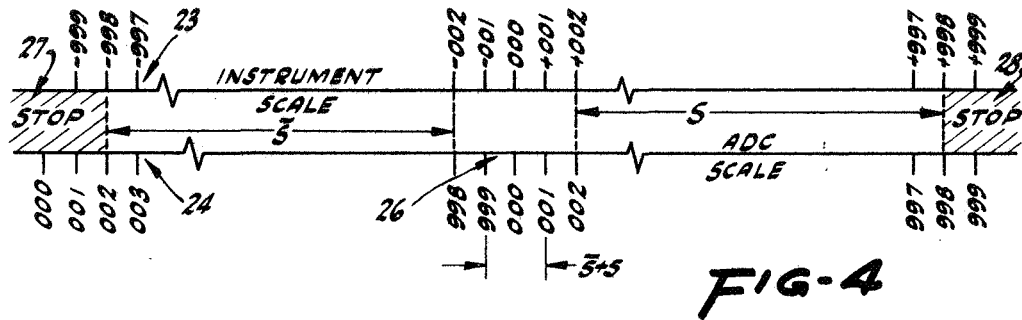 27 -999 -998 -997 23 -002 -001 000 +001 +002 +997 +998 +999 28
INSTRUMENT
SCALE
STOP S̄ S STOP
ADC
SCALE
000 001 002 003 24 26 998 999 000 001 002 997 998 999
S̄+S
FIG-4